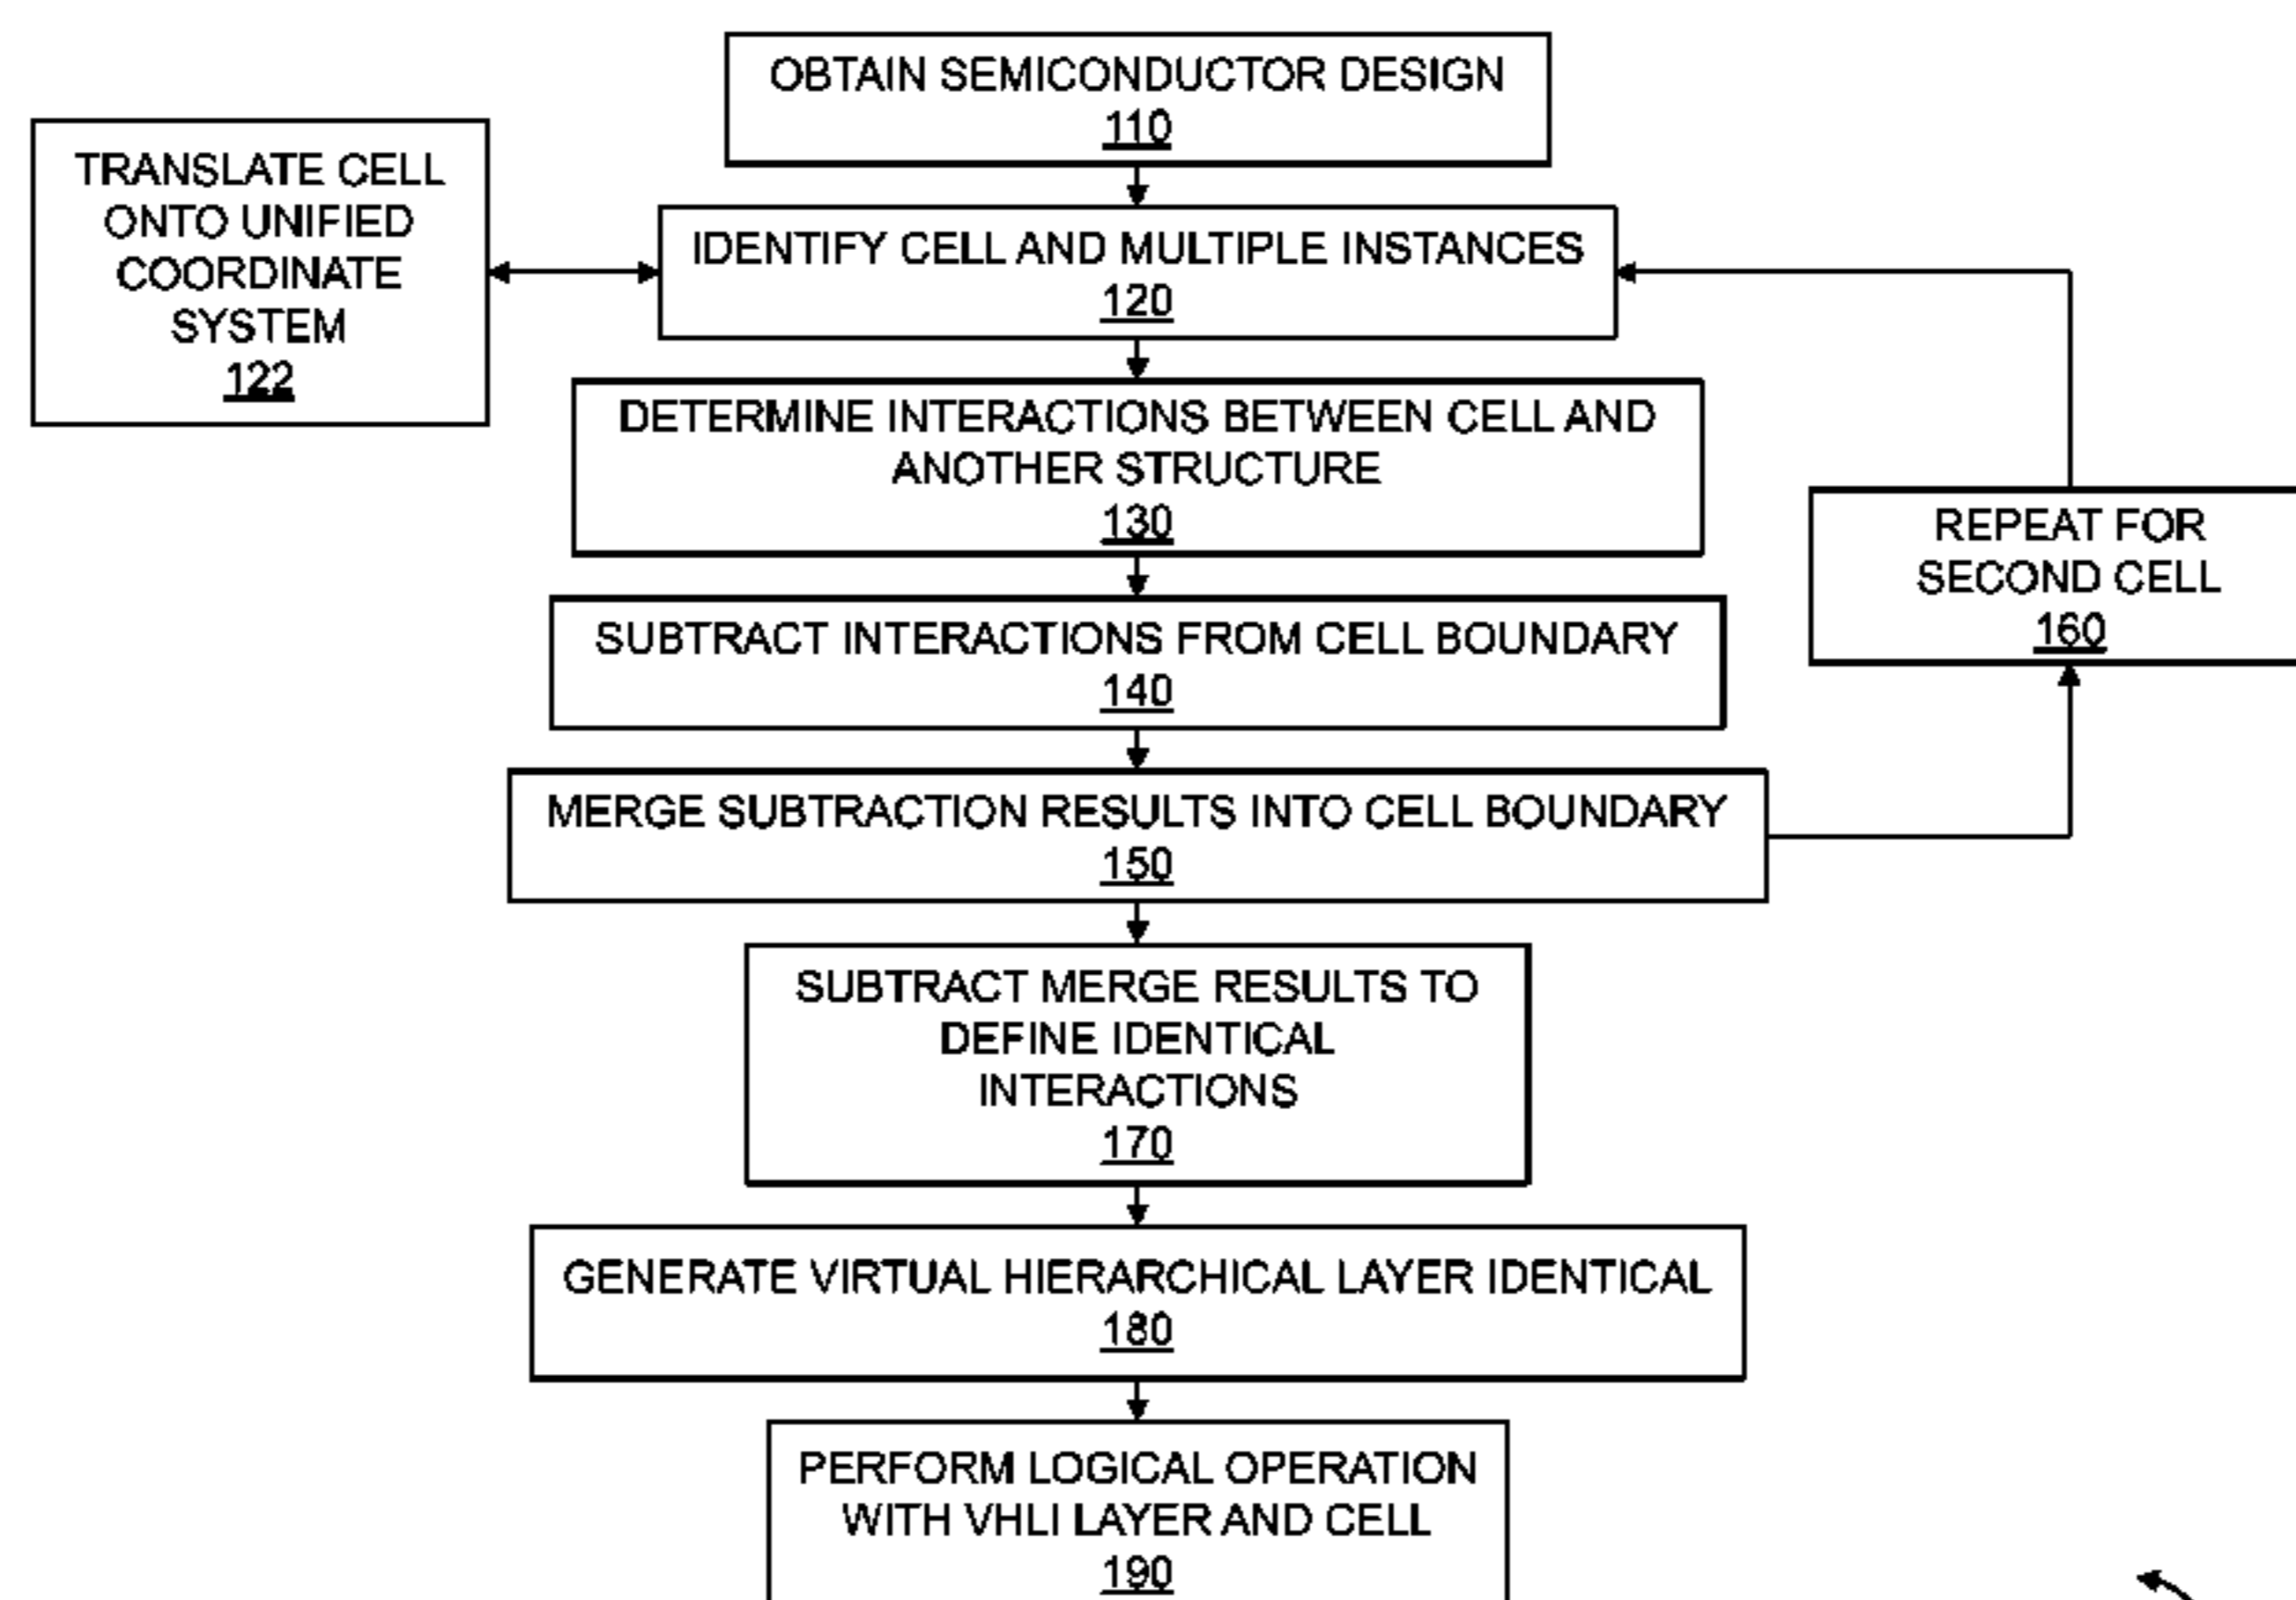 OBTAIN SEMICONDUCTOR DESIGN
110
TRANSLATE CELL
ONTO UNIFIED
COORDINATE
SYSTEM
122
IDENTIFY CELL AND MULTIPLE INSTANCES
120
DETERMINE INTERACTIONS BETWEEN CELL AND
ANOTHER STRUCTURE
130
REPEAT FOR
SECOND CELL
160
SUBTRACT INTERACTIONS FROM CELL BOUNDARY
140
MERGE SUBTRACTION RESULTS INTO CELL BOUNDARY
150
SUBTRACT MERGE RESULTS TO
DEFINE IDENTICAL
INTERACTIONS
170
GENERATE VIRTUAL HIERARCHICAL LAYER IDENTICAL
180
PERFORM LOGICAL OPERATION
WITH VHLI LAYER AND CELL
190